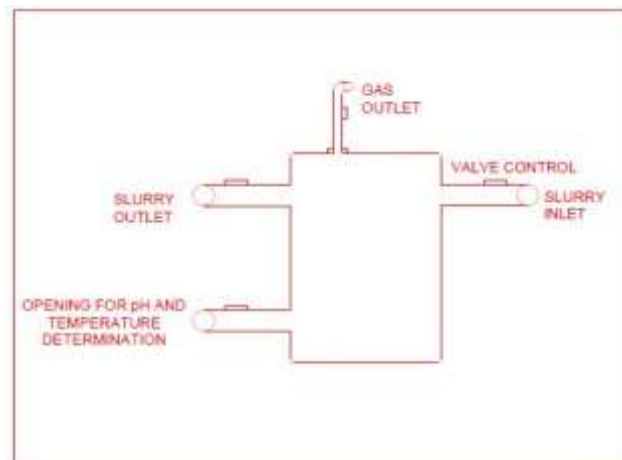 GAS
OUTLET
VALVE CONTROL
SLURRY
OUTLET
SLURRY
INLET
OPENING FOR pH AND
TEMPERATURE
DETERMINATION